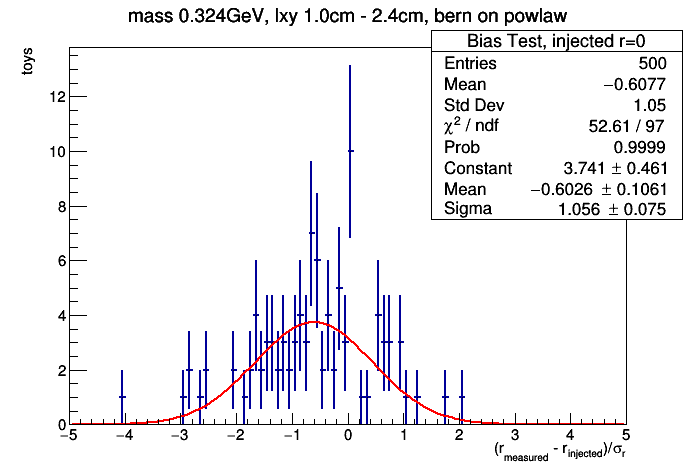 mass 0.324GeV, lxy 1.0cm - 2.4cm, bern on powlaw
Bias Test, injected r=0
Entries 500
Mean −0.6077
Std Dev 1.05
χ² / ndf 52.61 / 97
Prob 0.9999
Constant 3.741 ± 0.461
Mean −0.6026 ± 0.1061
Sigma 1.056 ± 0.075
toys
12
10
8
6
4
2
0
−5 −4 −3 −2 −1 0 1 2 3 4 5
(r_measured - r_injected)/σ_r